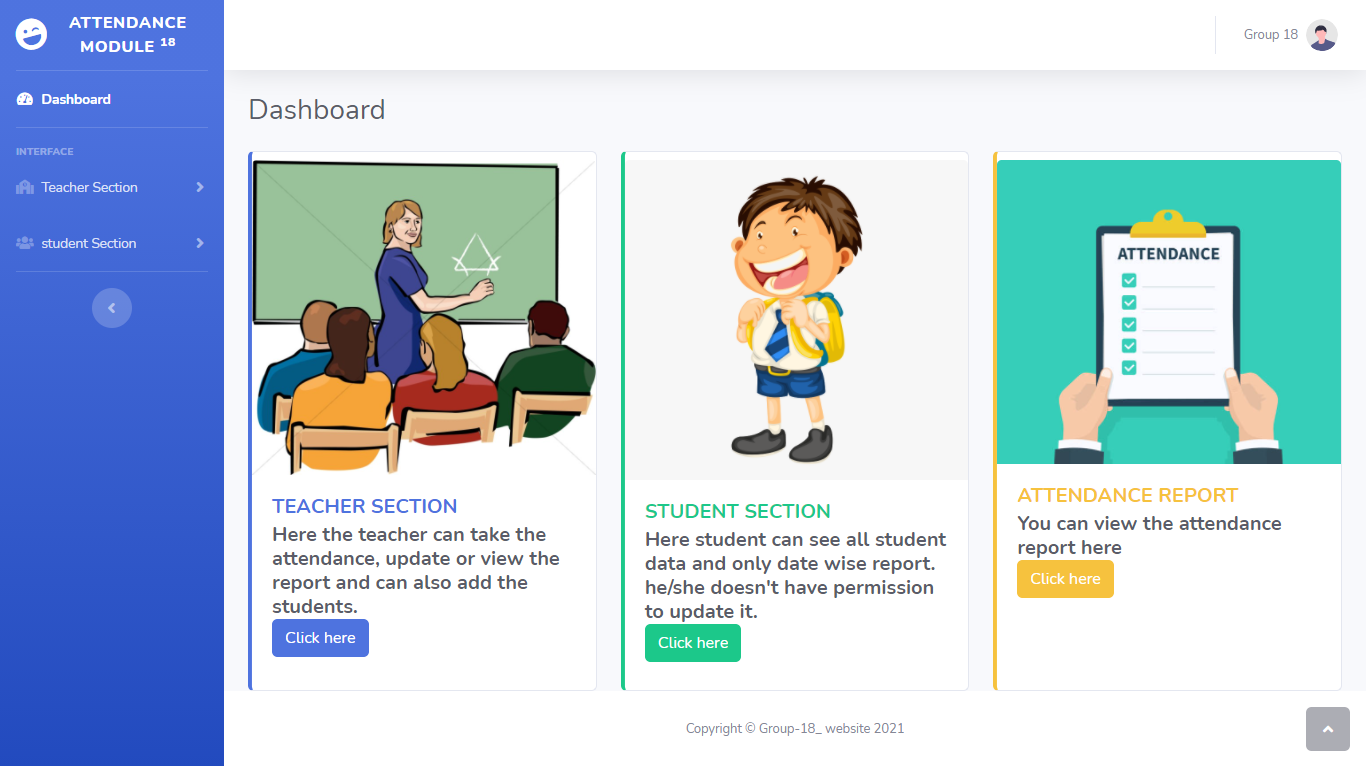 ATTENDANCE
MODULE 18
Group 18
Dashboard
INTERFACE
Teacher Section
student Section
Dashboard
TEACHER SECTION
Here the teacher can take the
attendance, update or view the
report and can also add the
students.
Click here
STUDENT SECTION
Here student can see all student
data and only date wise report.
he/she doesn't have permission
to update it.
Click here
ATTENDANCE
ATTENDANCE REPORT
You can view the attendance
report here
Click here
Copyright © Group-18_ website 2021